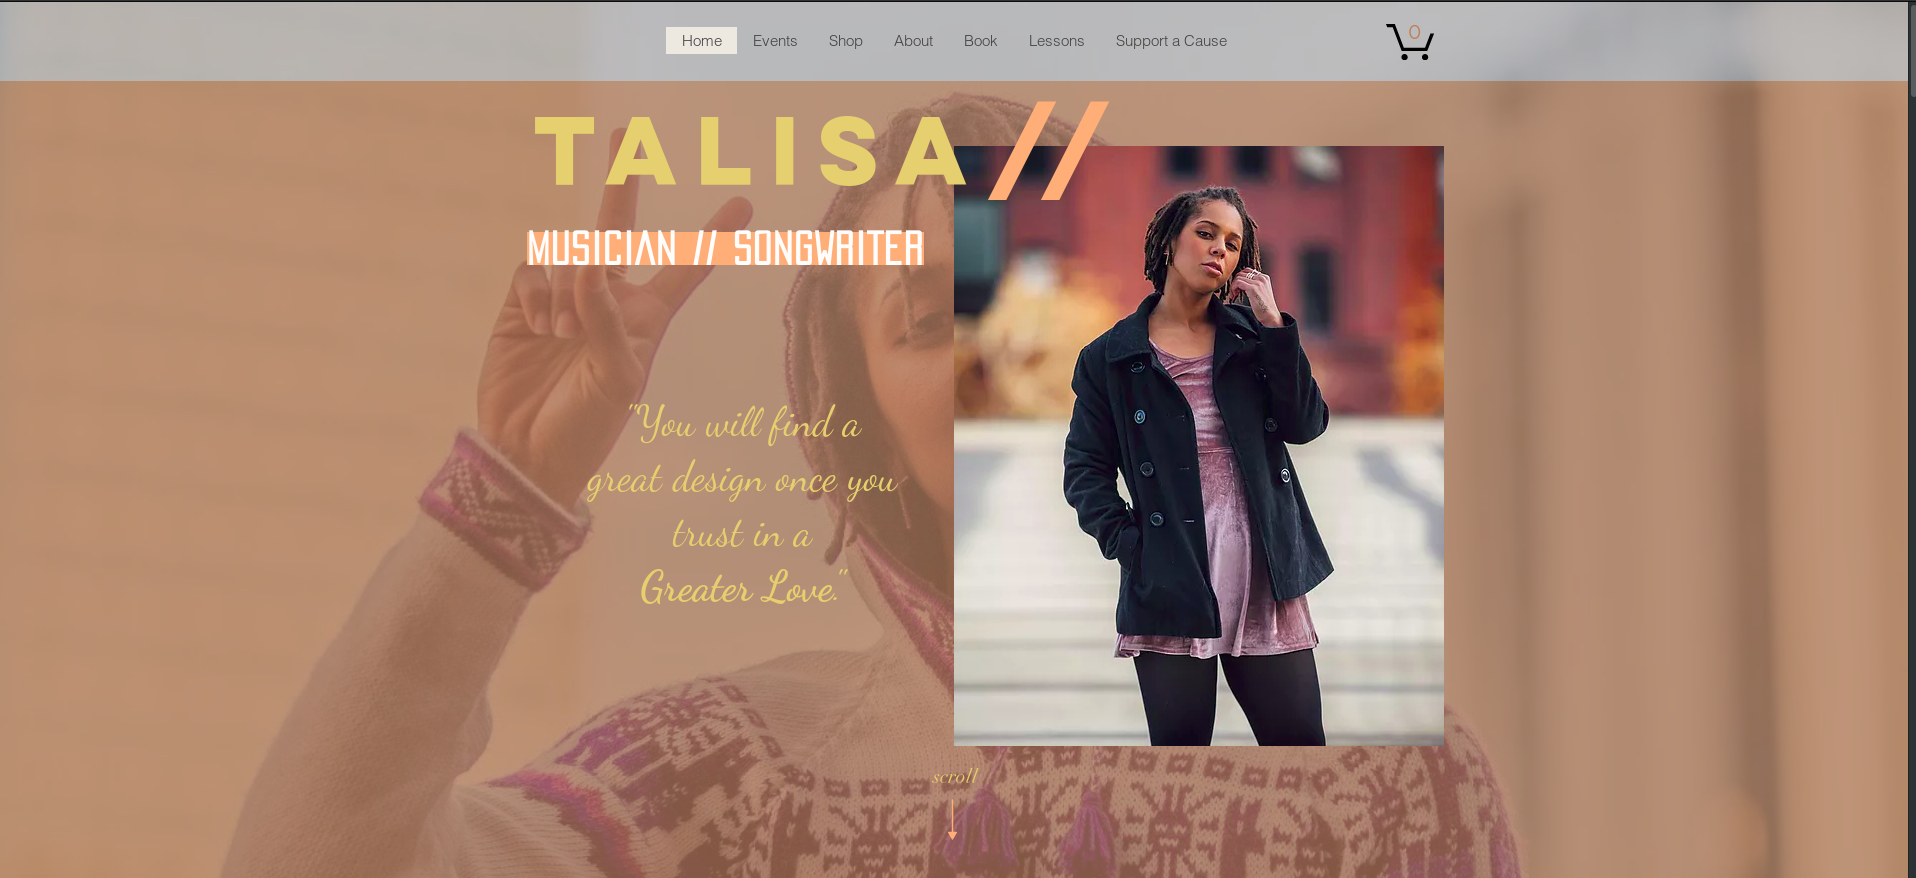 Home Events Shop About Book Lessons Support a Cause 0
TALISA //
MUSICIAN // SONGWRITER
"You will find a
great design once you
trust in a
Greater Love."
scroll